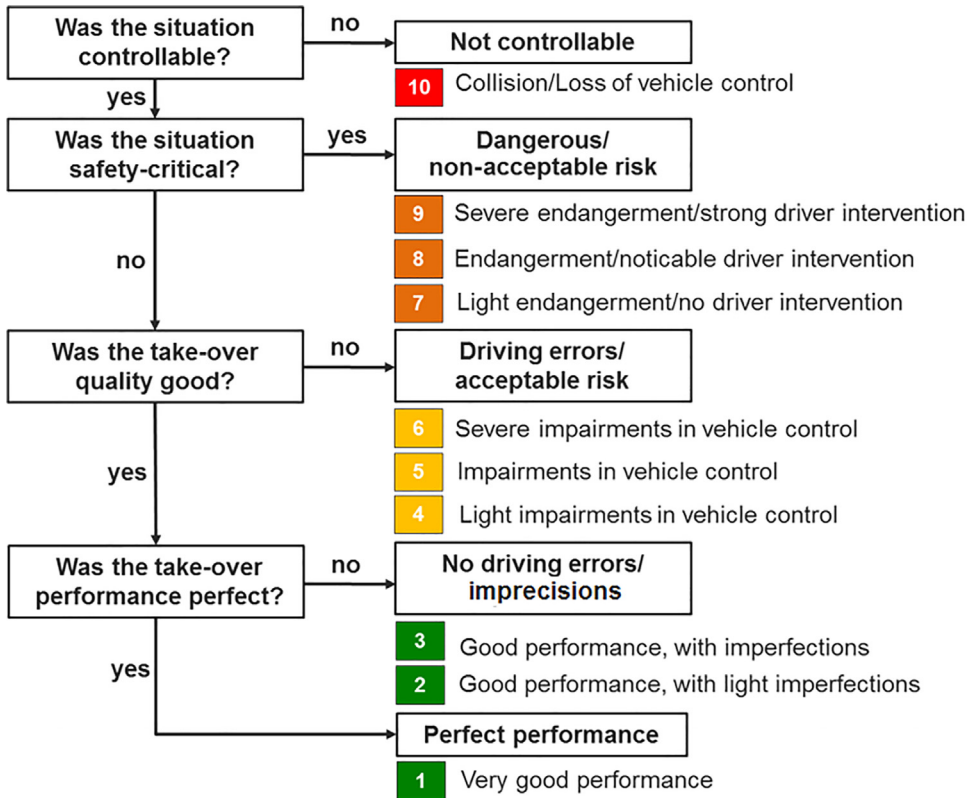 Was the situation
controllable?
no
Not controllable
10 Collision/Loss of vehicle control
yes
Was the situation
safety-critical?
yes
Dangerous/
non-acceptable risk
9 Severe endangerment/strong driver intervention
8 Endangerment/noticable driver intervention
7 Light endangerment/no driver intervention
no
Was the take-over
quality good?
no
Driving errors/
acceptable risk
6 Severe impairments in vehicle control
5 Impairments in vehicle control
4 Light impairments in vehicle control
yes
Was the take-over
performance perfect?
no
No driving errors/
imprecisions
3 Good performance, with imperfections
2 Good performance, with light imperfections
yes
Perfect performance
1 Very good performance